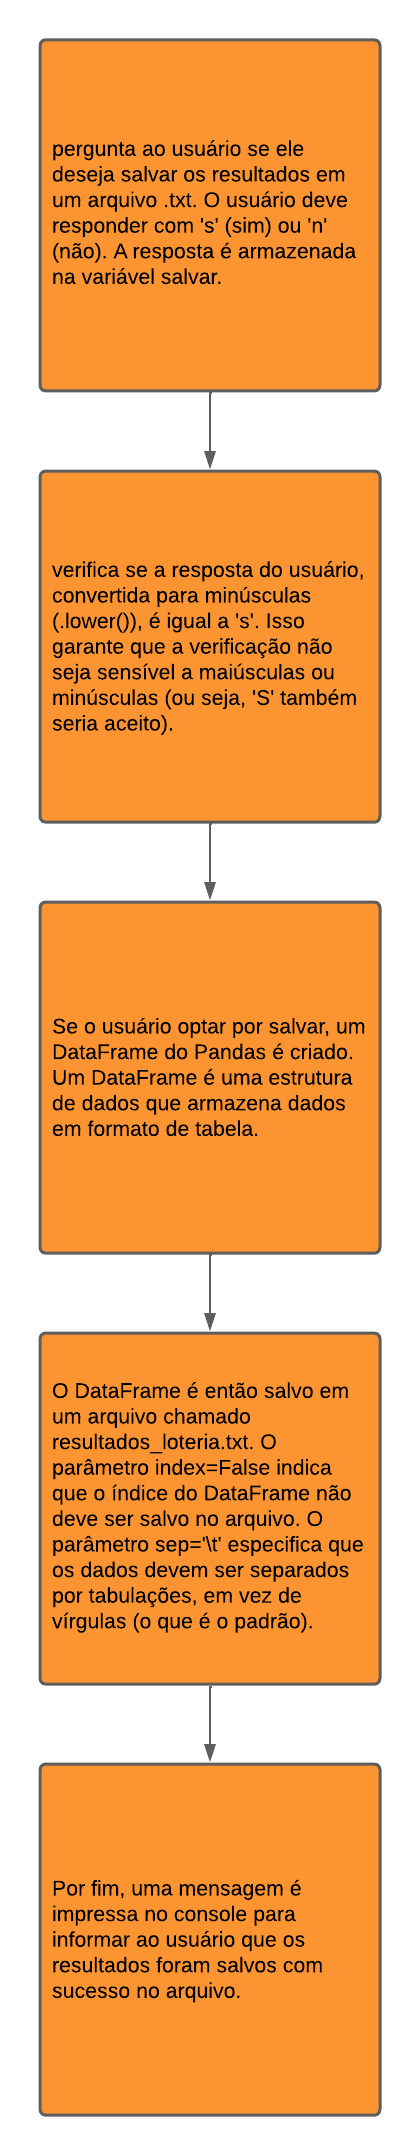 pergunta ao usuário se ele
deseja salvar os resultados em
um arquivo .txt. O usuário deve
responder com 's' (sim) ou 'n'
(não). A resposta é armazenada
na variável salvar.
verifica se a resposta do usuário,
convertida para minúsculas
(.lower()), é igual a 's'. Isso
garante que a verificação não
seja sensível a maiúsculas ou
minúsculas (ou seja, 'S' também
seria aceito).
Se o usuário optar por salvar, um
DataFrame do Pandas é criado.
Um DataFrame é uma estrutura
de dados que armazena dados
em formato de tabela.
O DataFrame é então salvo em
um arquivo chamado
resultados_loteria.txt. O
parâmetro index=False indica
que o índice do DataFrame não
deve ser salvo no arquivo. O
parâmetro sep='\t' especifica que
os dados devem ser separados
por tabulações, em vez de
vírgulas (o que é o padrão).
Por fim, uma mensagem é
impressa no console para
informar ao usuário que os
resultados foram salvos com
sucesso no arquivo.